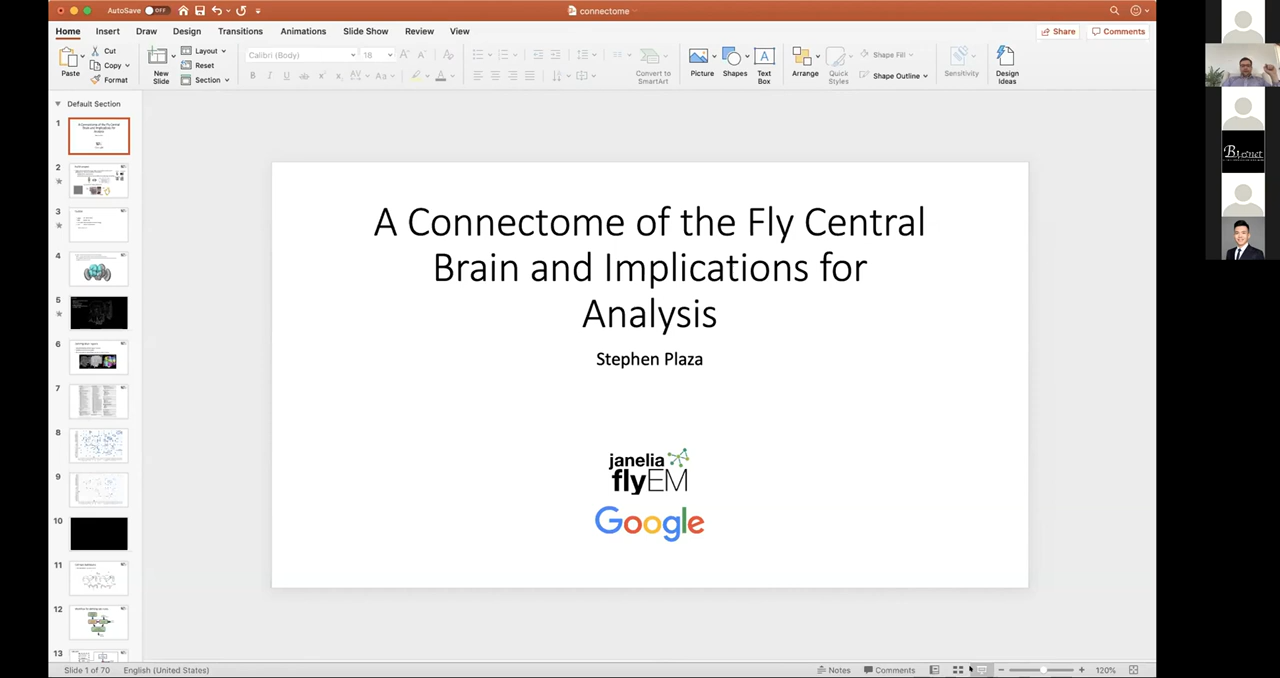 AutoSave OFF
connectome
Home Insert Draw Design Transitions Animations Slide Show Review View
Share Comments
Paste
Cut
Copy
Format
New Slide
Layout
Reset
Section
Calibri (Body) 18
Convert to SmartArt
Picture
Shapes
Text Box
Arrange
Quick Styles
Shape Fill
Shape Outline
Sensitivity
Design Ideas
Default Section
1
2
3
4
5
6
7
8
9
10
11
12
13
A Connectome of the Fly Central
Brain and Implications for
Analysis
Stephen Plaza
janelia
flyEM
Google
Slide 1 of 70 English (United States)
Notes Comments 120%